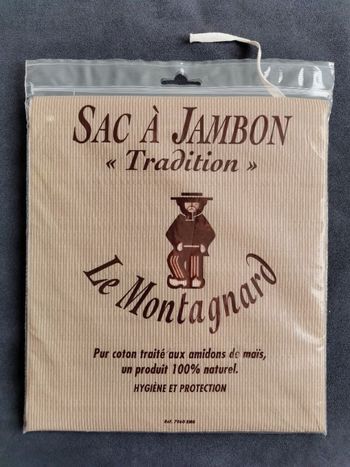 SAC À JAMBON
« Tradition »
Le Montagnard
Pur coton traité aux amidons de maïs,
un produit 100% naturel.
HYGIÈNE ET PROTECTION